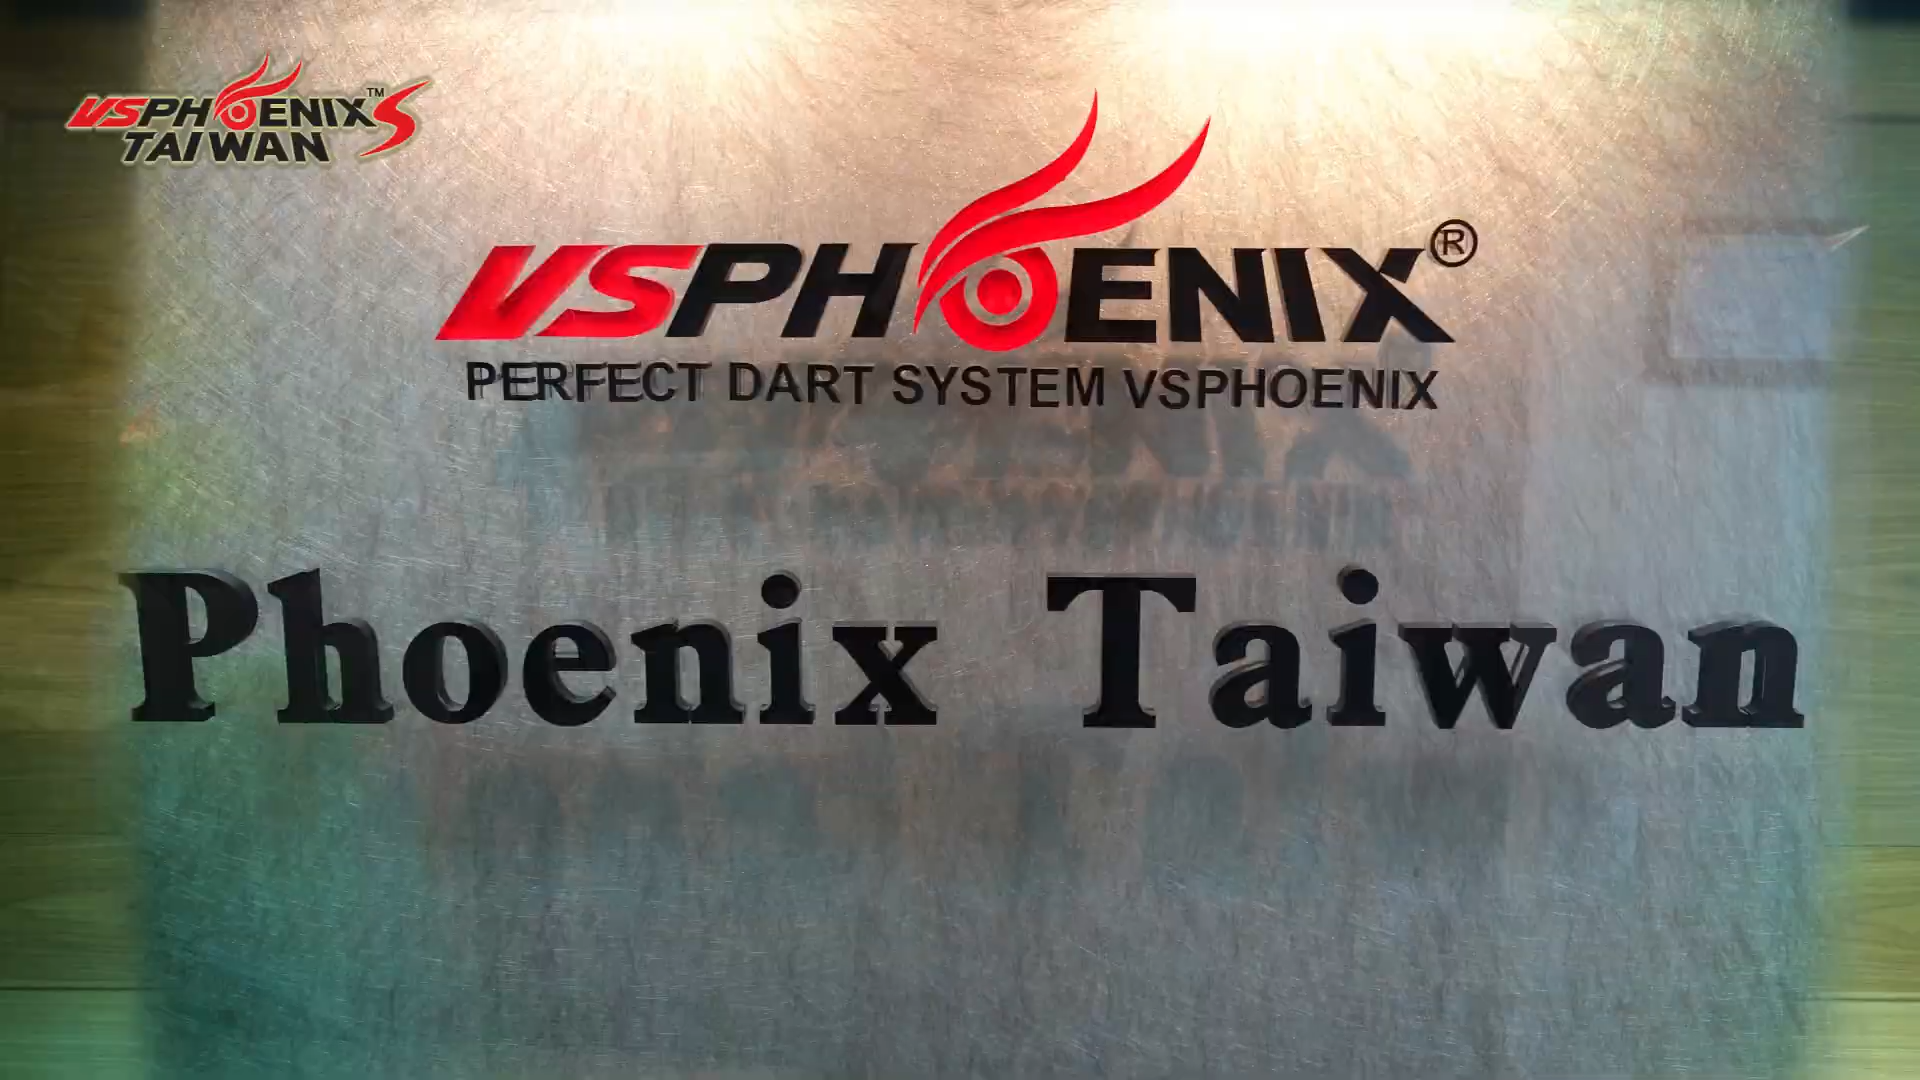 VSPHOENIX™ S
TAIWAN
VSPHOENIX®
PERFECT DART SYSTEM VSPHOENIX
Phoenix Taiwan